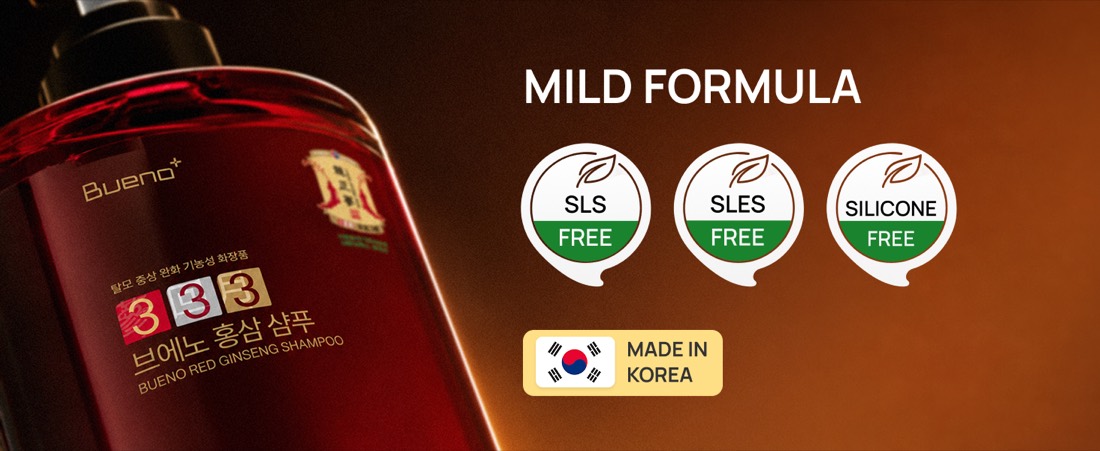 Bueno+
탈모 증상 완화 기능성 화장품
333
브에노 홍삼 샴푸
BUENO RED GINSENG SHAMPOO
MILD FORMULA
SLS
FREE
SLES
FREE
SILICONE
FREE
MADE IN
KOREA